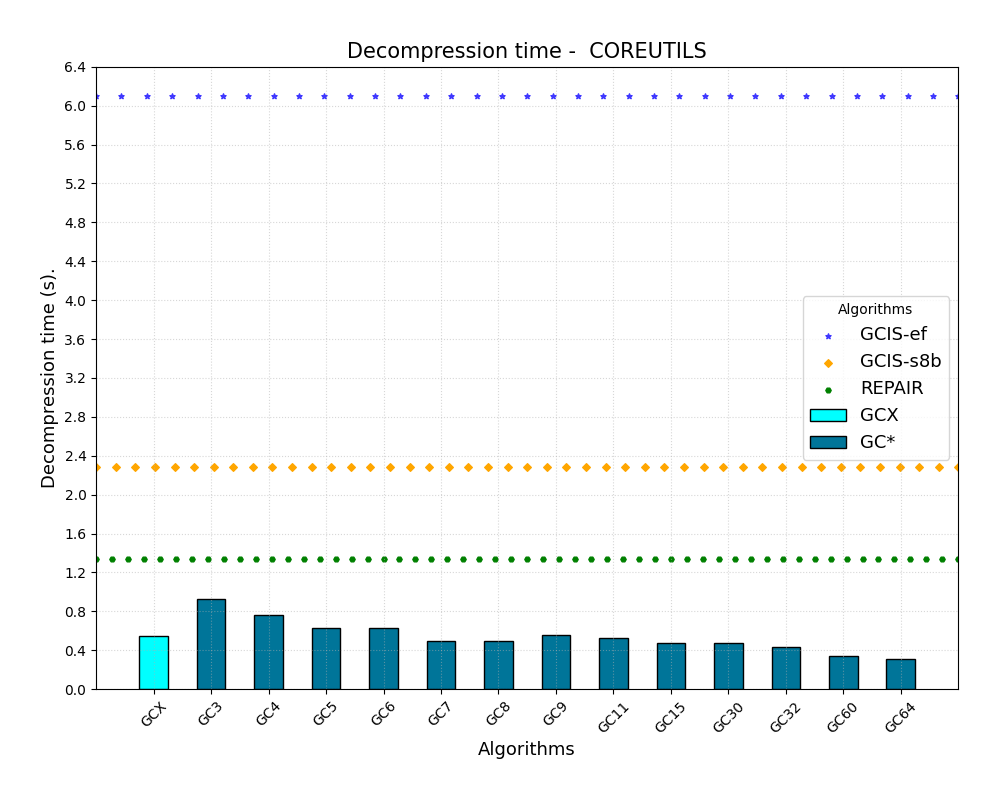 Decompression time -  COREUTILS
Decompression time (s).
6.4
6.0
5.6
5.2
4.8
4.4
4.0
3.6
3.2
2.8
2.4
2.0
1.6
1.2
0.8
0.4
0.0
Algorithms
GCIS-ef
GCIS-s8b
REPAIR
GCX
GC*
GCX GC3 GC4 GC5 GC6 GC7 GC8 GC9 GC11 GC15 GC30 GC32 GC60 GC64
Algorithms